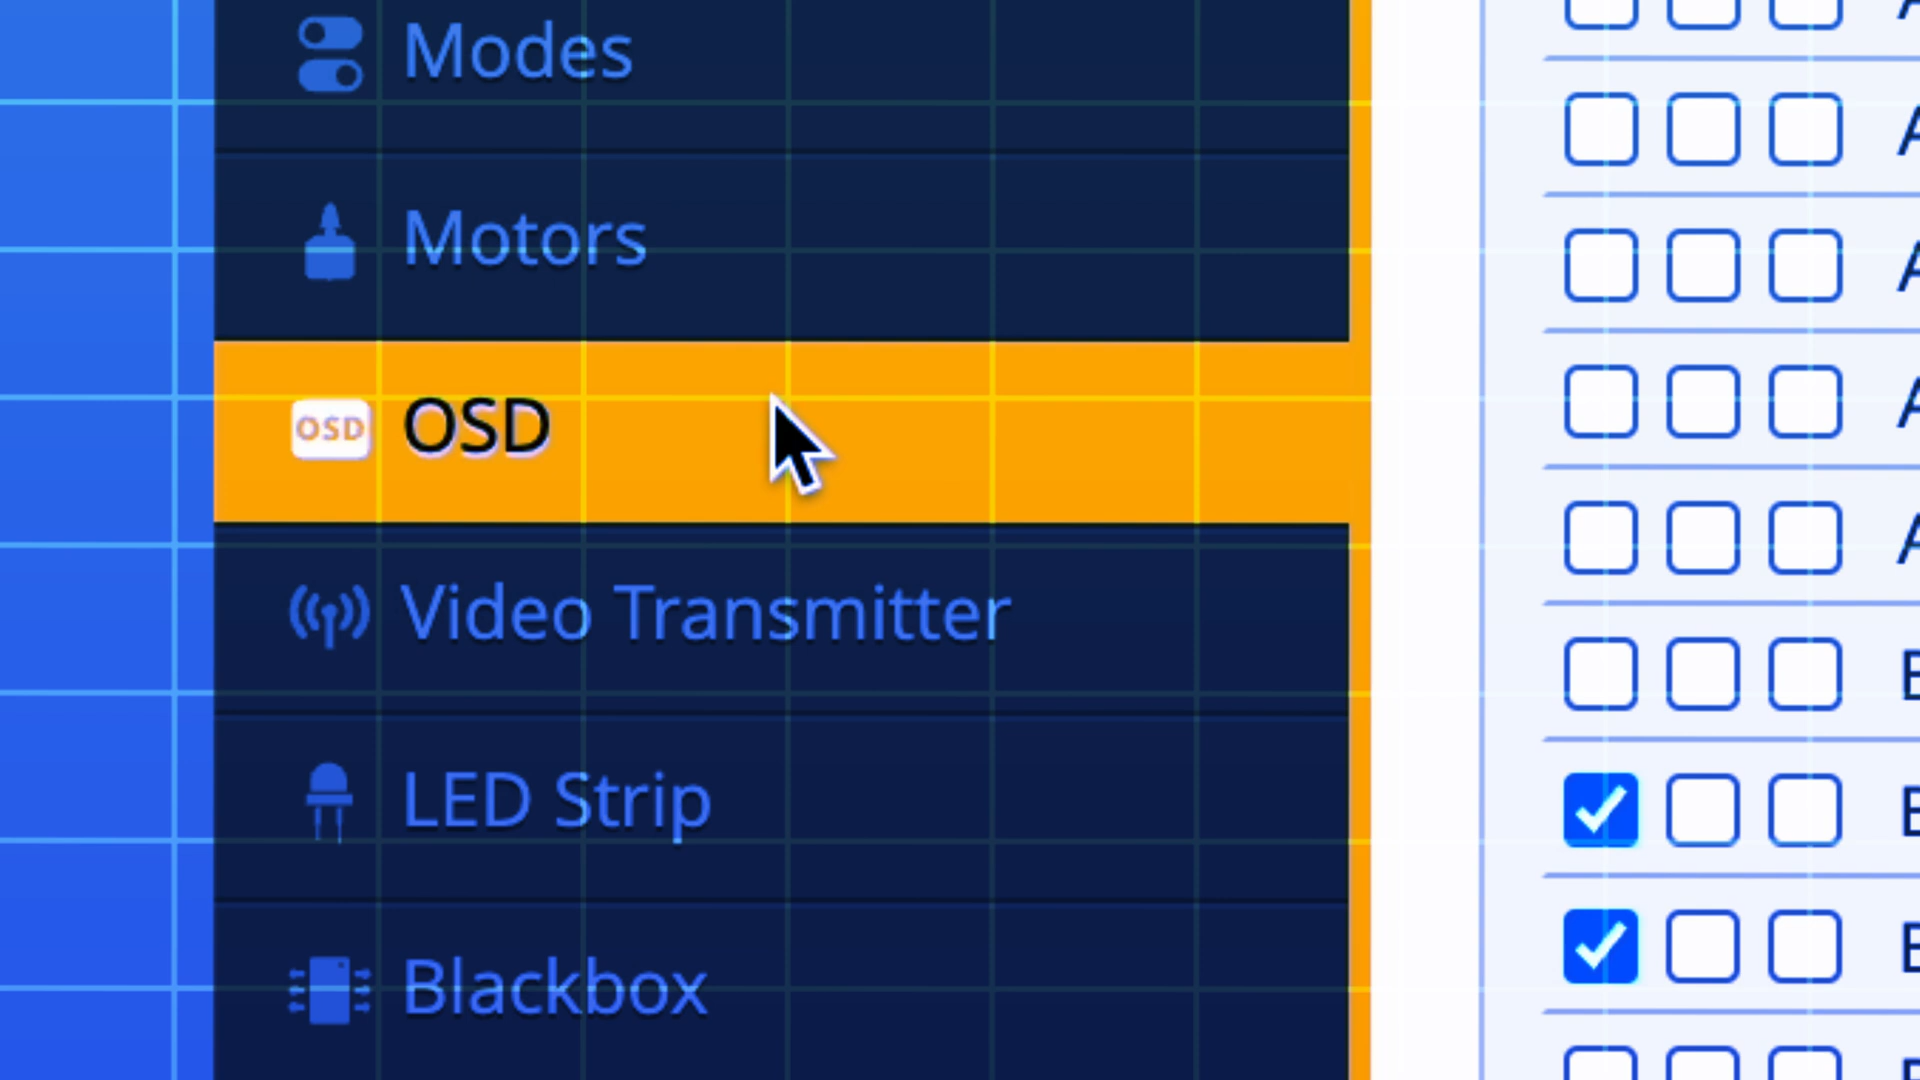 Modes
Motors
OSD OSD
Video Transmitter
LED Strip
Blackbox